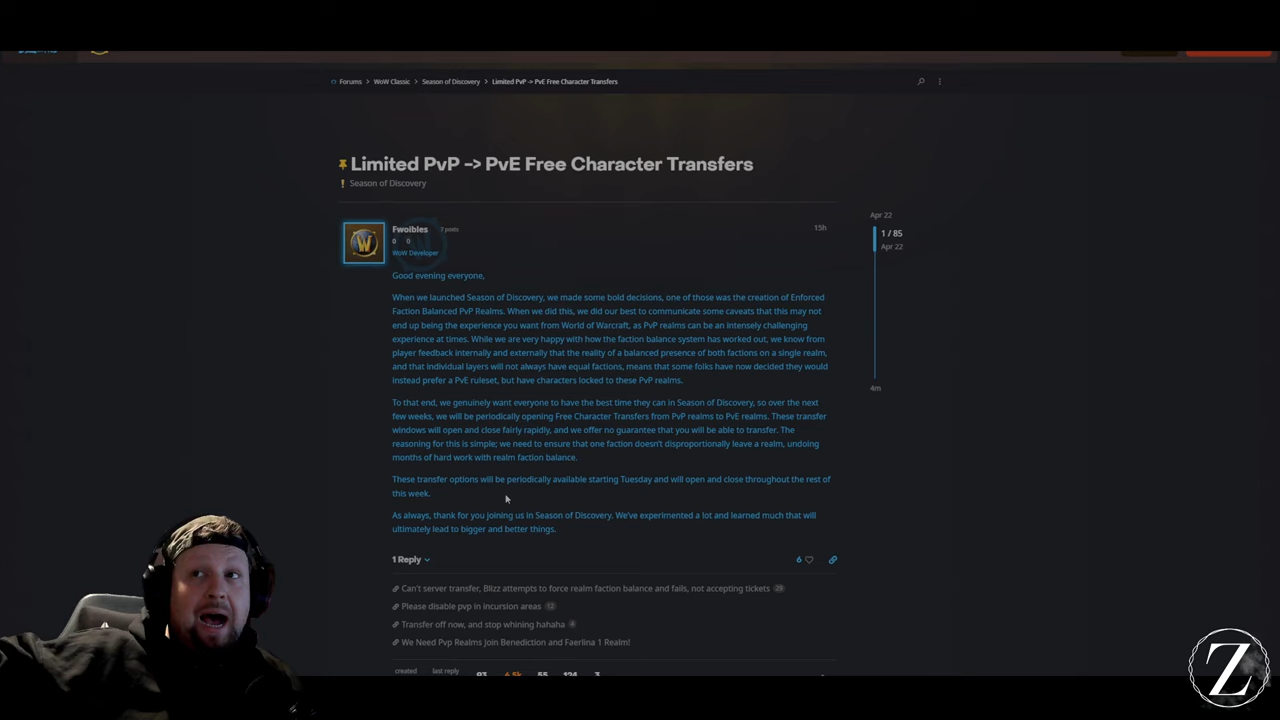 Forums > WoW Classic > Season of Discovery > Limited PvP -> PvE Free Character Transfers
Limited PvP -> PvE Free Character Transfers
Season of Discovery
Fwoibles
0 0
WoW Developer
15h
Apr 22
1 / 85
Apr 22
4m
Good evening everyone,
When we launched Season of Discovery, we made some bold decisions, one of those was the creation of Enforced
Faction Balanced PvP Realms. When we did this, we did our best to communicate some caveats that this may not
end up being the experience you want from World of Warcraft, as PvP realms can be an intensely challenging
experience at times. While we are very happy with how the faction balance system has worked out, we know from
player feedback internally and externally that the reality of a balanced presence of both factions on a single realm,
and that individual layers will not always have equal factions, means that some folks have now decided they would
instead prefer a PvE ruleset, but have characters locked to these PvP realms.
To that end, we genuinely want everyone to have the best time they can in Season of Discovery, so over the next
few weeks, we will be periodically opening Free Character Transfers from PvP realms to PvE realms. These transfer
windows will open and close fairly rapidly, and we offer no guarantee that you will be able to transfer. The
reasoning for this is simple; we need to ensure that one faction doesn't disproportionally leave a realm, undoing
months of hard work with realm faction balance.
These transfer options will be periodically available starting Tuesday and will open and close throughout the rest of
this week.
As always, thank for you joining us in Season of Discovery. We've experimented a lot and learned much that will
ultimately lead to bigger and better things.
1 Reply
6
Can't server transfer, Blizz attempts to force realm faction balance and fails, not accepting tickets 29
Please disable pvp in incursion areas 12
Transfer off now, and stop whining hahaha 4
We Need Pvp Realms Join Benediction and Faerlina 1 Realm!
created last reply
Z